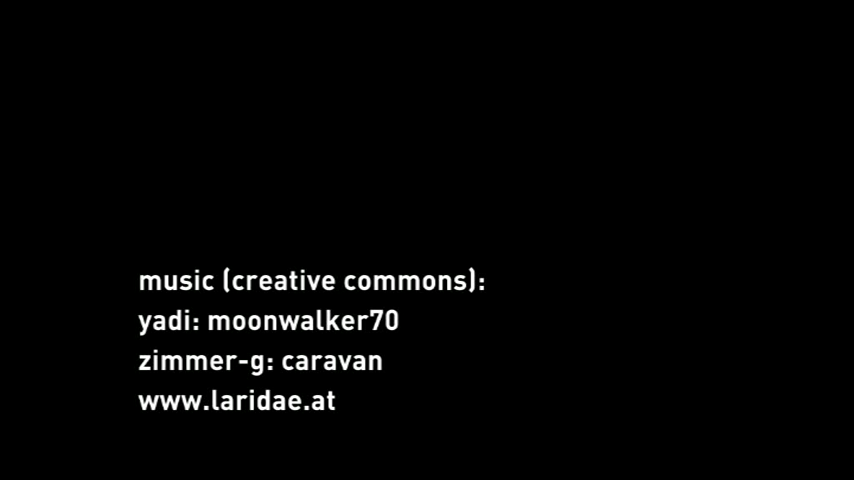 music (creative commons):
yadi: moonwalker70
zimmer-g: caravan
www.laridae.at